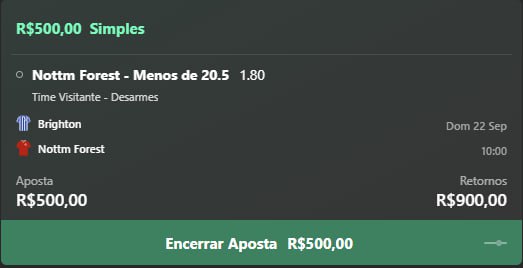 R$500,00 Simples
Nottm Forest - Menos de 20.5 1.80
Time Visitante - Desarmes
Brighton
Dom 22 Sep
Nottm Forest
10:00
Aposta
Retornos
R$500,00
R$900,00
Encerrar Aposta R$500,00